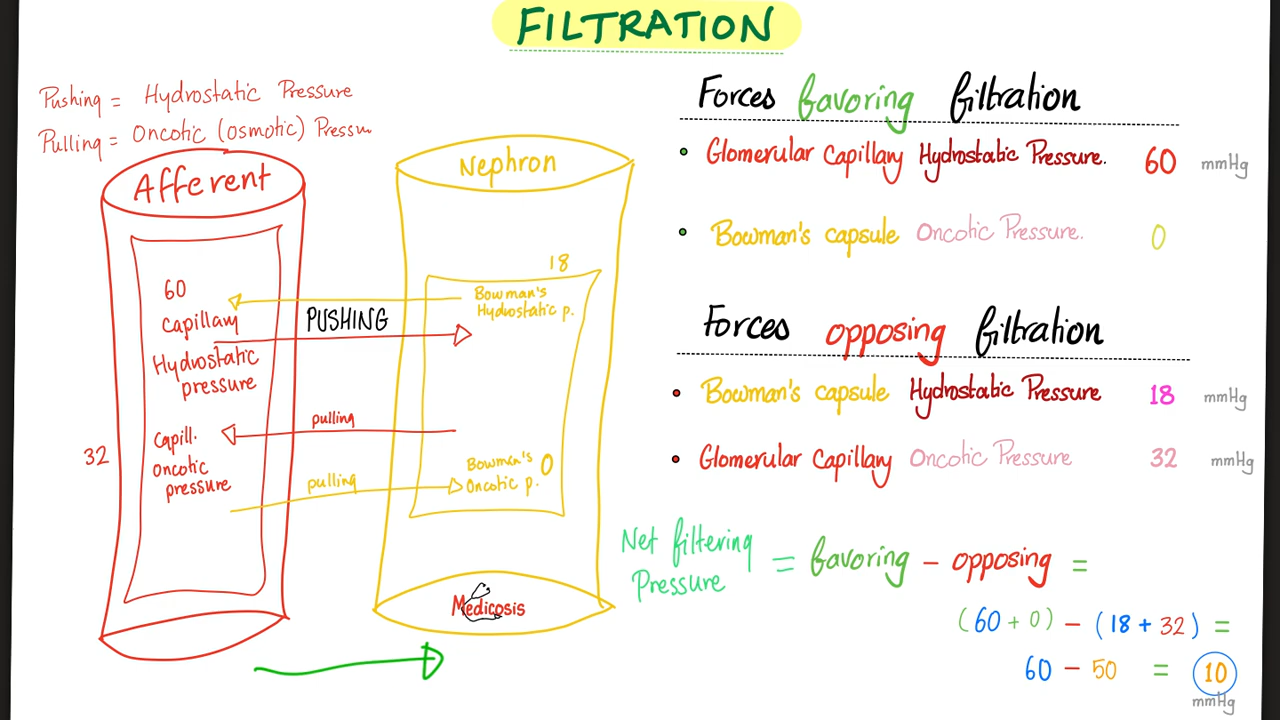 FILTRATION
Pushing = Hydrostatic Pressure
Pulling = Oncotic (osmotic) Pressu
Afferent
60
Capillary
Hydrostatic
pressure
32
Capill.
oncotic
pressure
PUSHING
pulling
pulling
Nephron
18
Bowman's
Hydrostatic p.
Bowman's 0
Oncotic p.
Medicosis
Forces favoring filtration
Glomerular Capillary Hydrostatic Pressure. 60 mmHg
Bowman's capsule Oncotic Pressure. 0
Forces opposing filtration
Bowman's capsule Hydrostatic Pressure 18 mmHg
Glomerular Capillary Oncotic Pressure 32 mmHg
Net filtering
Pressure = favoring - opposing =
(60 + 0) - (18 + 32) =
60 - 50 = 10
mmHg